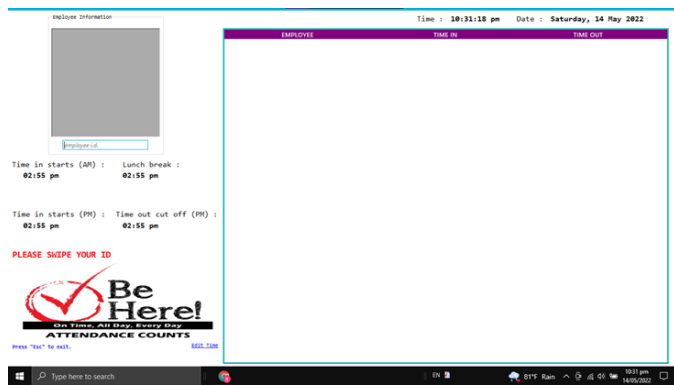 Employee Information
Time : 10:31:18 pm Date : Saturday, 14 May 2022
EMPLOYEE TIME IN TIME OUT
employee id
Time in starts (AM) : Lunch break :
02:55 pm 02:55 pm
Time in starts (PM) : Time out cut off (PM) :
02:55 pm 02:55 pm
PLEASE SWIPE YOUR ID
Be
Here!
On Time, All Day, Every Day
ATTENDANCE COUNTS
Press "Esc" to exit. Edit Time
Type here to search
EN
81°F Rain
10:31 pm
14/05/2022